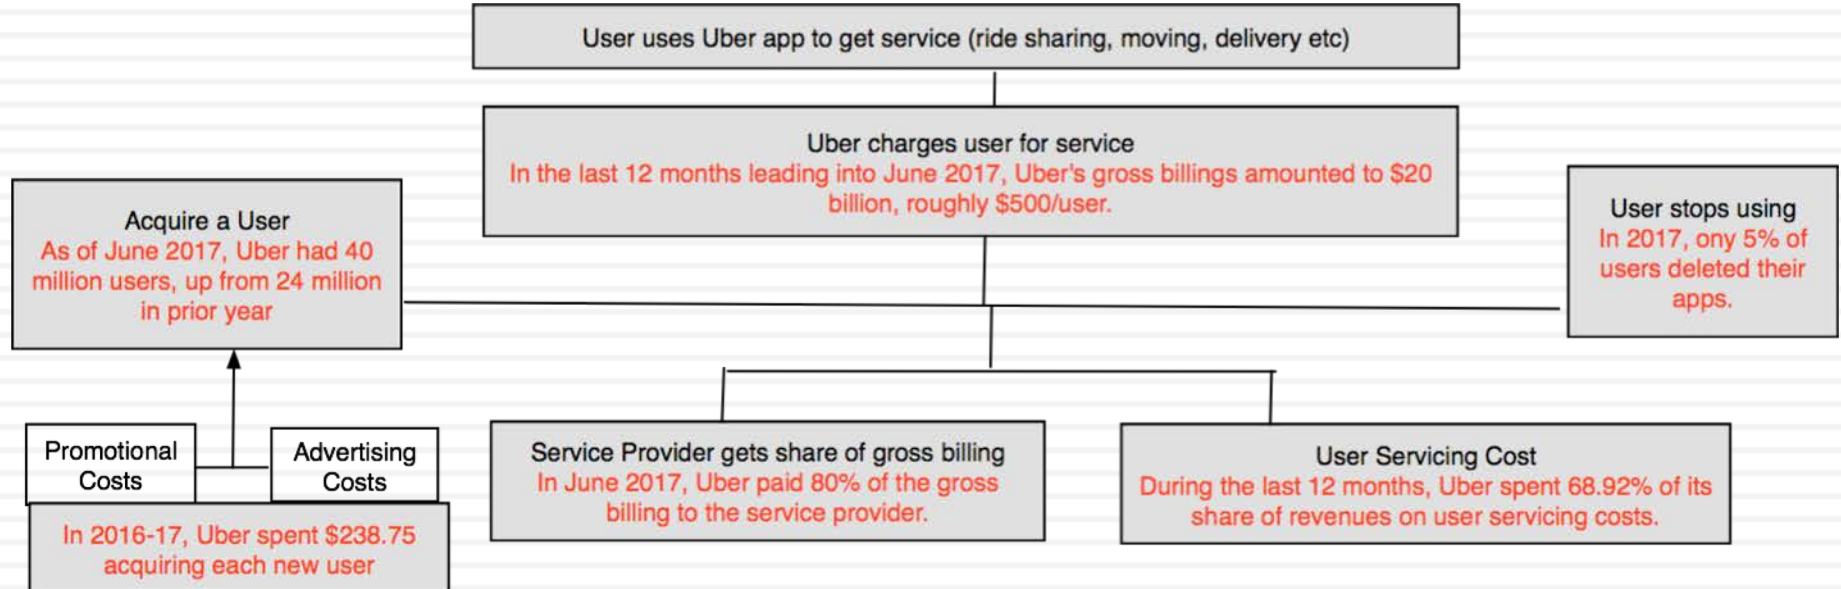 User uses Uber app to get service (ride sharing, moving, delivery etc)
Uber charges user for service
In the last 12 months leading into June 2017, Uber's gross billings amounted to $20
billion, roughly $500/user.
Acquire a User
As of June 2017, Uber had 40
million users, up from 24 million
in prior year
User stops using
In 2017, ony 5% of
users deleted their
apps.
Promotional
Costs
Advertising
Costs
In 2016-17, Uber spent $238.75
acquiring each new user
Service Provider gets share of gross billing
In June 2017, Uber paid 80% of the gross
billing to the service provider.
User Servicing Cost
During the last 12 months, Uber spent 68.92% of its
share of revenues on user servicing costs.